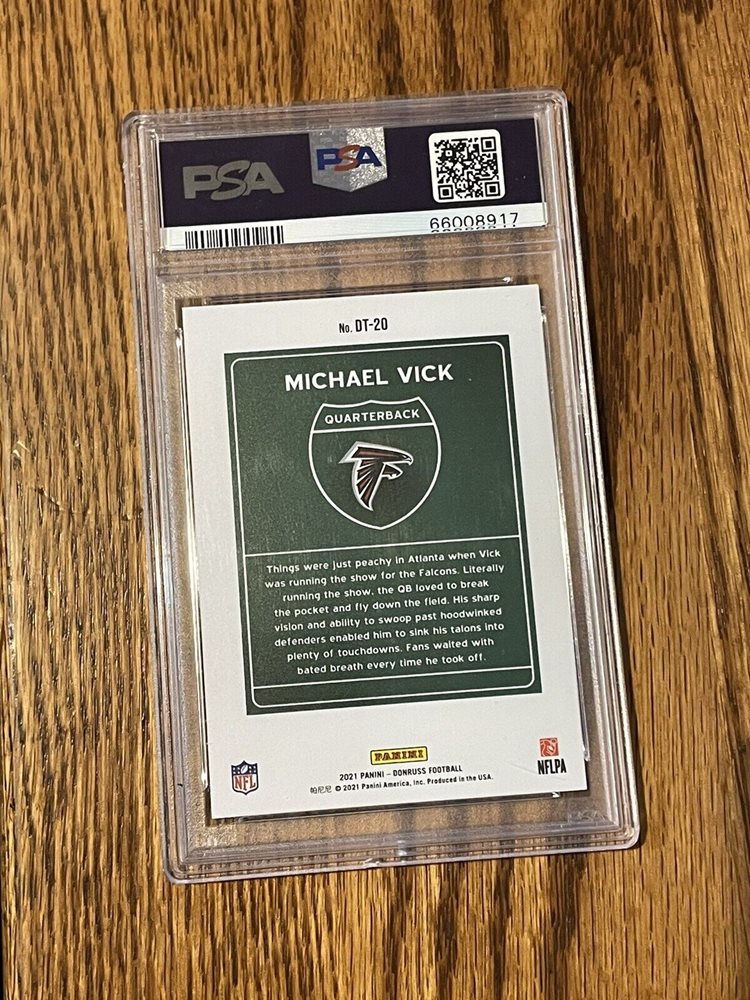 PSA
PSA
66008917
No. DT-20
MICHAEL VICK
QUARTERBACK
Things were just peachy in Atlanta when Vick
was running the show for the Falcons. Literally
running the show, the QB loved to break
the pocket and fly down the field. His sharp
vision and ability to swoop past hoodwinked
defenders enabled him to sink his talons into
plenty of touchdowns. Fans waited with
bated breath every time he took off.
PANINI
NFL
NFLPA
2021 PANINI – DONRUSS FOOTBALL
帕尼尼 © 2021 Panini America, Inc. Produced in the USA.